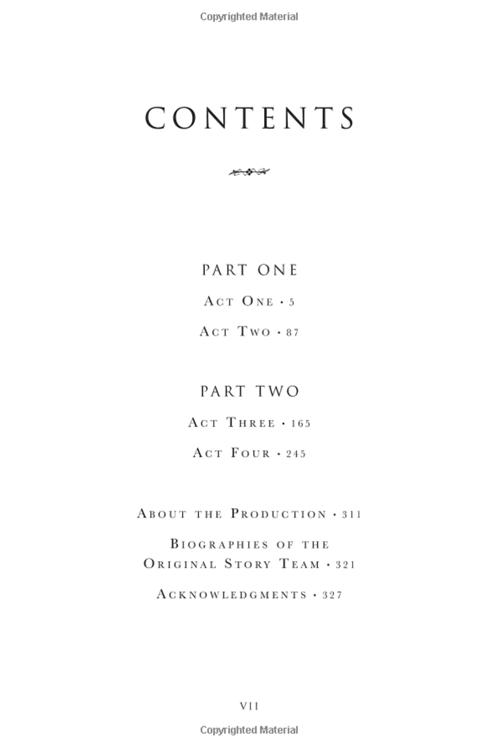 Copyrighted Material
CONTENTS
PART ONE
ACT ONE • 5
ACT TWO • 87
PART TWO
ACT THREE • 165
ACT FOUR • 245
ABOUT THE PRODUCTION • 311
BIOGRAPHIES OF THE
ORIGINAL STORY TEAM • 321
ACKNOWLEDGMENTS • 327
VII
Copyrighted Material